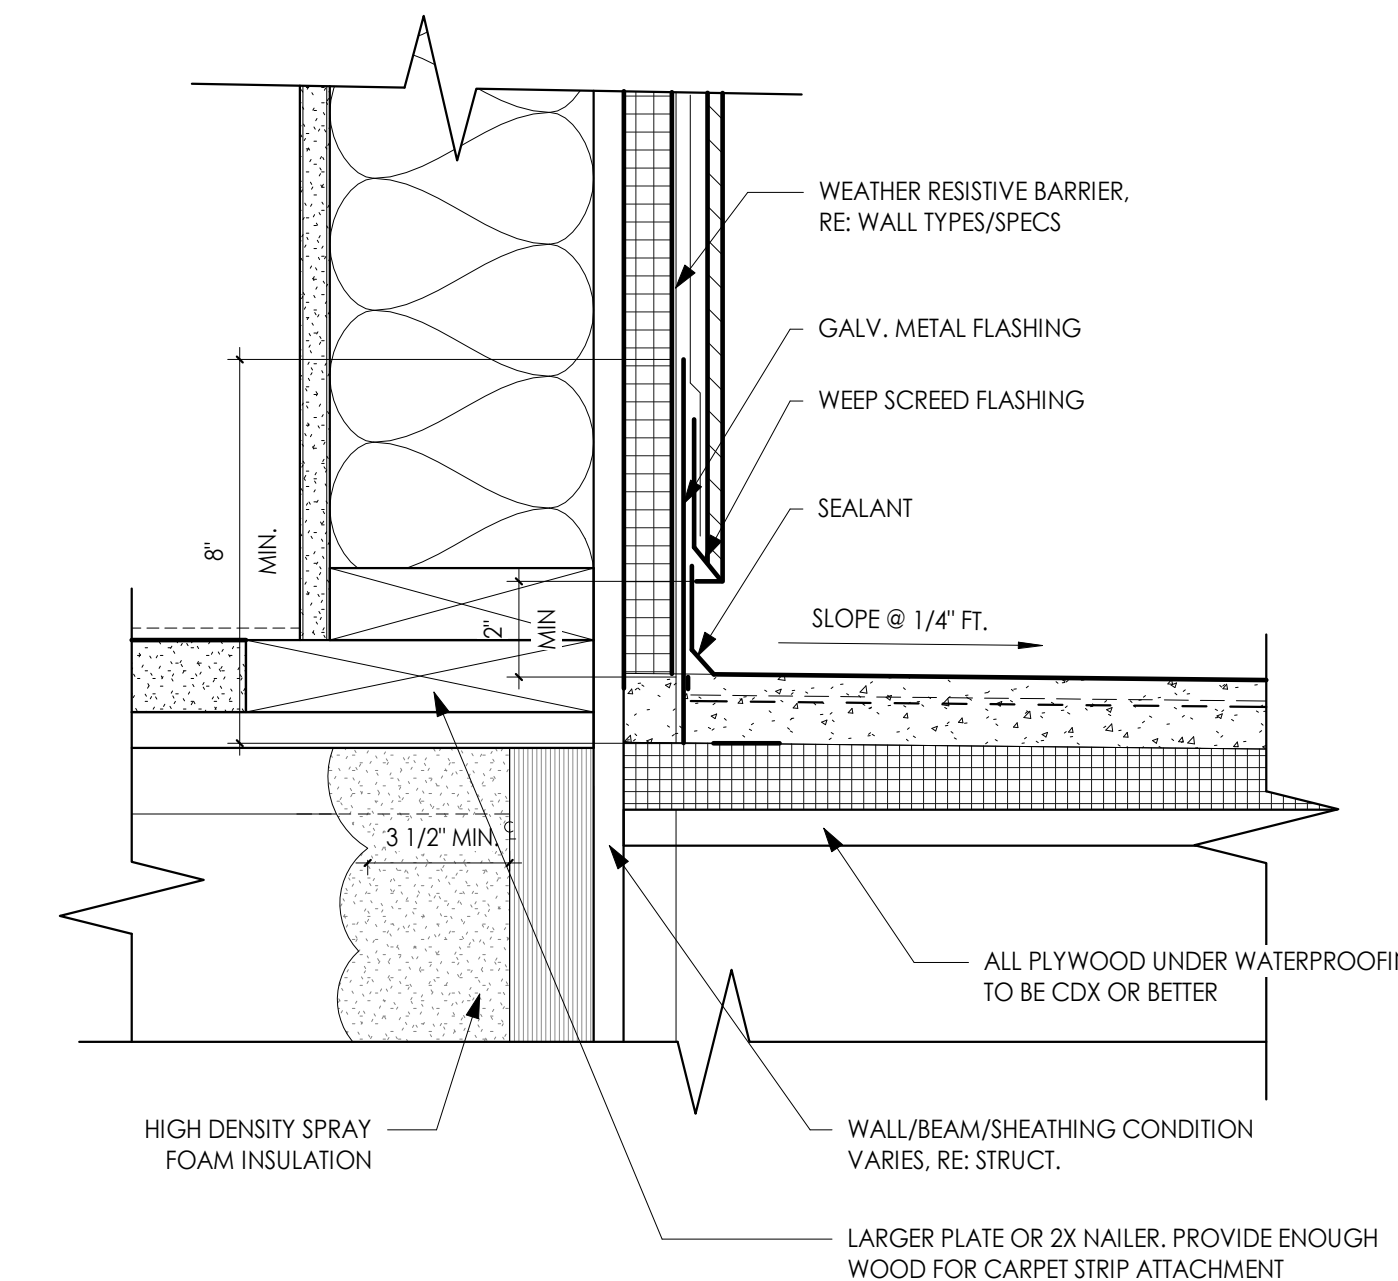 WEATHER RESISTIVE BARRIER,
RE: WALL TYPES/SPECS
GALV. METAL FLASHING
WEEP SCREED FLASHING
SEALANT
8"
MIN.
2"
MIN
SLOPE @ 1/4" FT.
3 1/2" MIN.
ALL PLYWOOD UNDER
TO BE CDX OR BETTER
HIGH DENSITY SPRAY
FOAM INSULATION
WALL/BEAM/SHEATHING CONDITION
VARIES, RE: STRUCT.
LARGER PLATE OR 2X NAILER. PROVIDE ENOUGH
WOOD FOR CARPET STRIP ATTACHMENT